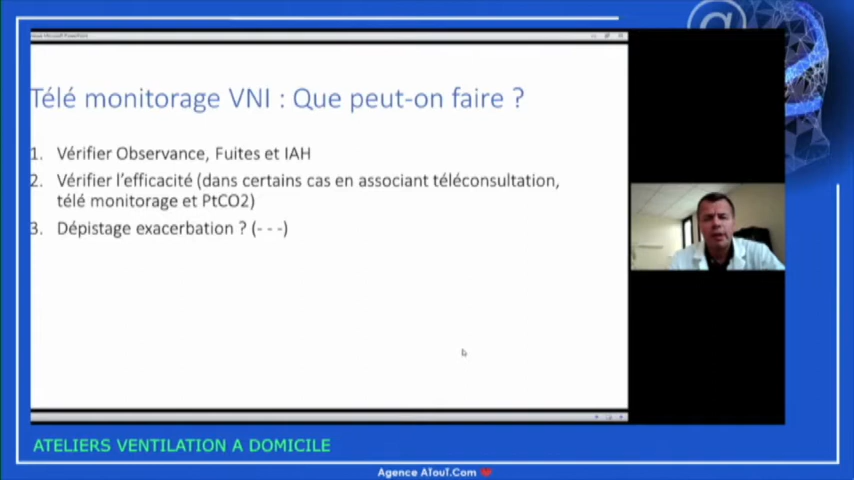 Télé monitorage VNI : Que peut-on faire ?
1. Vérifier Observance, Fuites et IAH
2. Vérifier l'efficacité (dans certains cas en associant téléconsultation,
télé monitorage et PtCO2)
3. Dépistage exacerbation ? (- - -)
ATELIERS VENTILATION A DOMICILE
Agence ATouT.Com